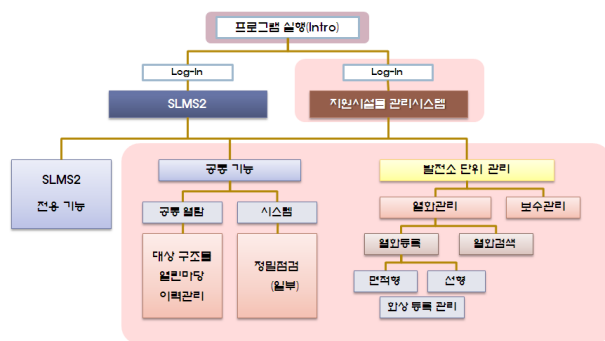 프로그램 실행(Intro)
Log-In
Log-In
SLMS2
지원시설물 관리시스템
SLMS2
전용 기능
공통 기능
발전소 단위 관리
공통 열람
시스템
열화관리
보수관리
대상 구조물
열린마당
이력관리
정밀점검
(일부)
열화등록
열화검색
면적형
선형
화상 등록 관리